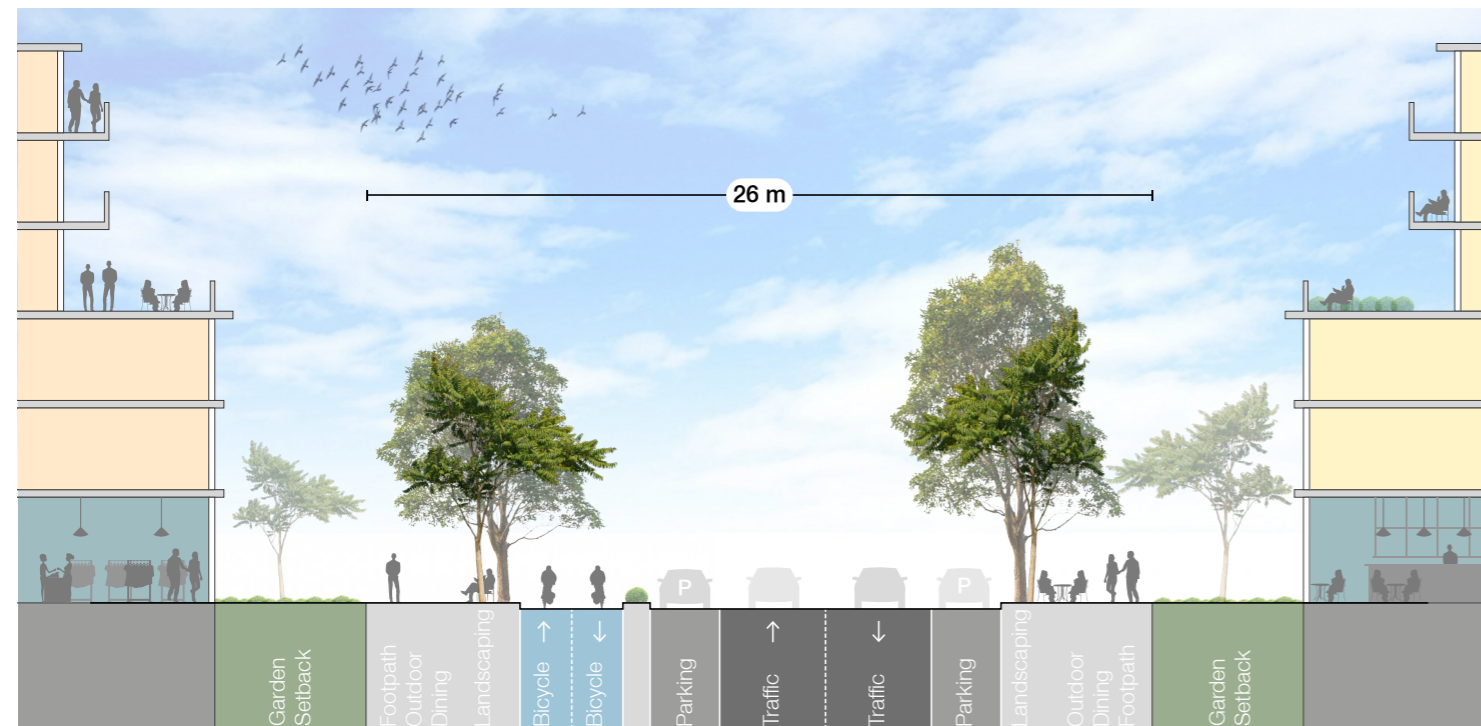 26 m
P
P
Garden
Setback
Footpath
Outdoor
Dining
Landscaping
Bicycle
Bicycle
Parking
Traffic
Traffic
Parking
Landscaping
Outdoor
Dining
Footpath
Garden
Setback